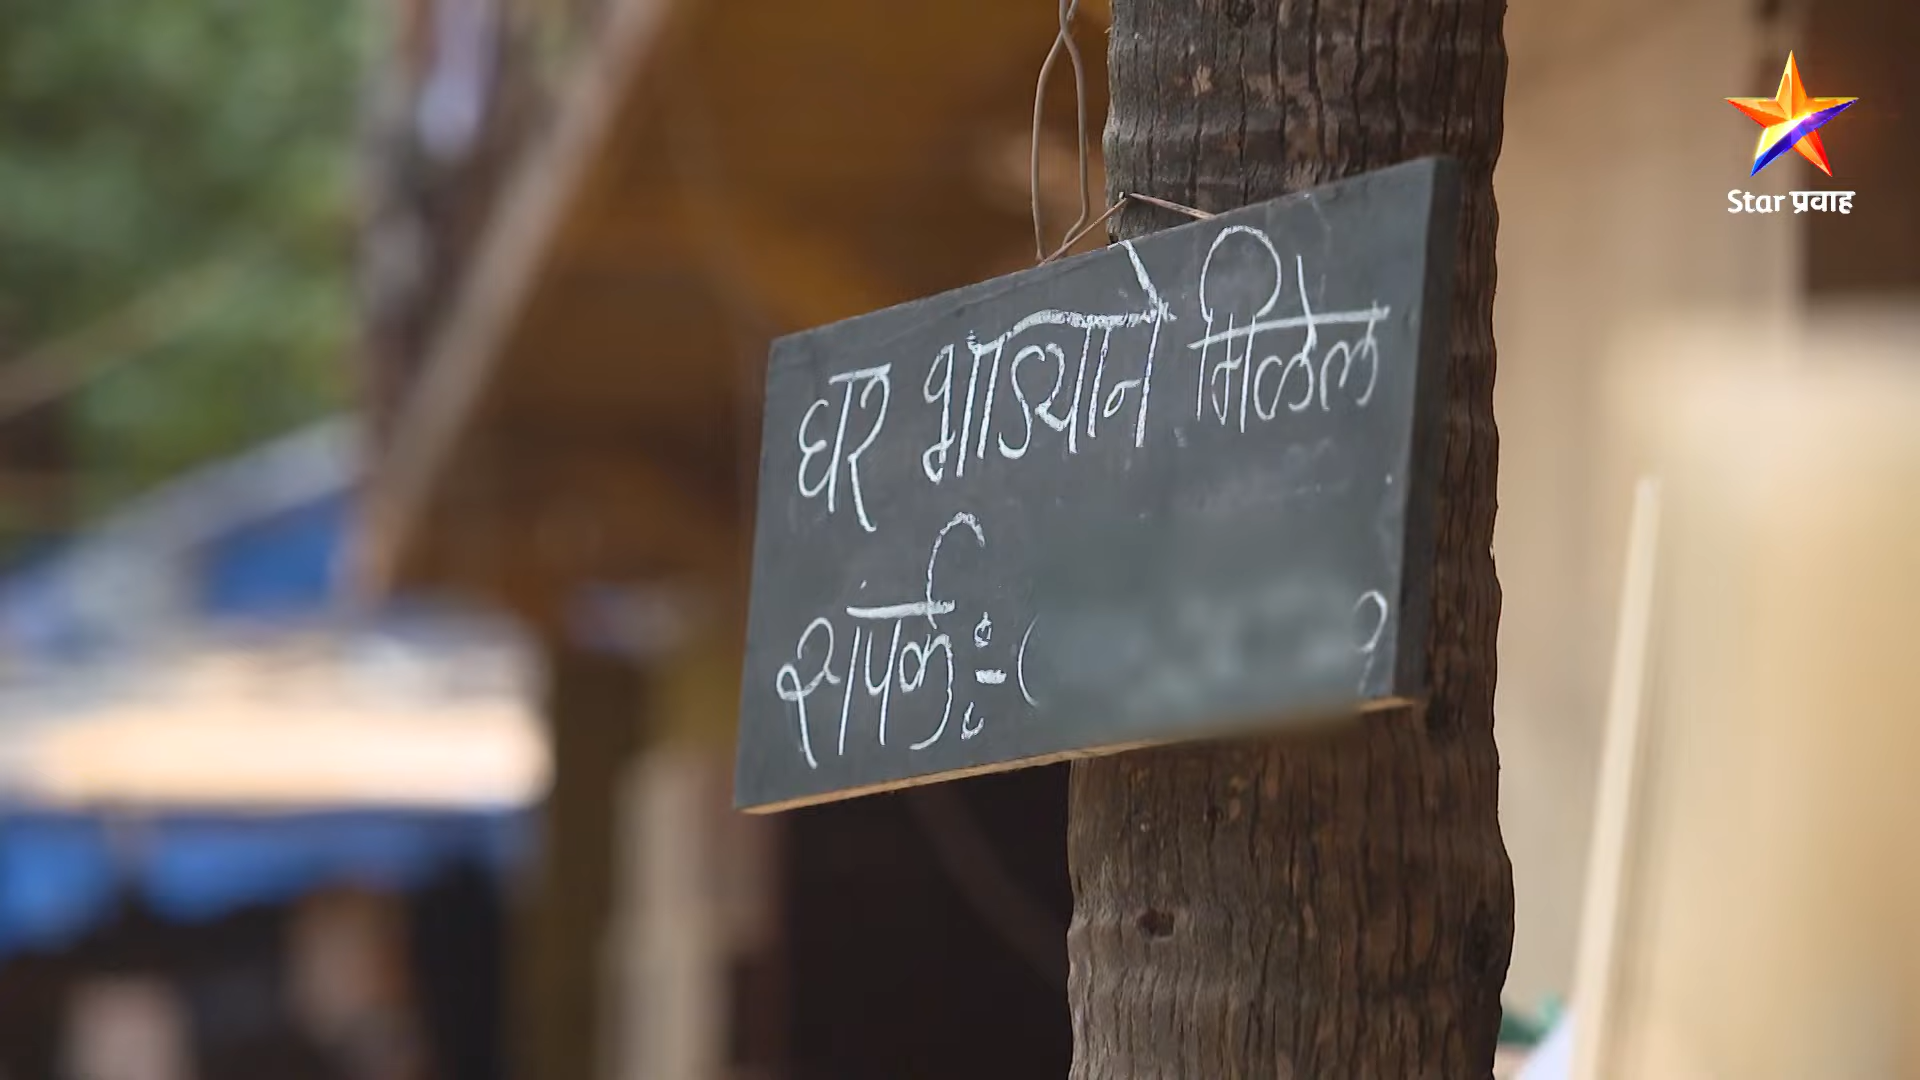 घर भाड्याने मिळेल
संपर्क :- (
Star प्रवाह